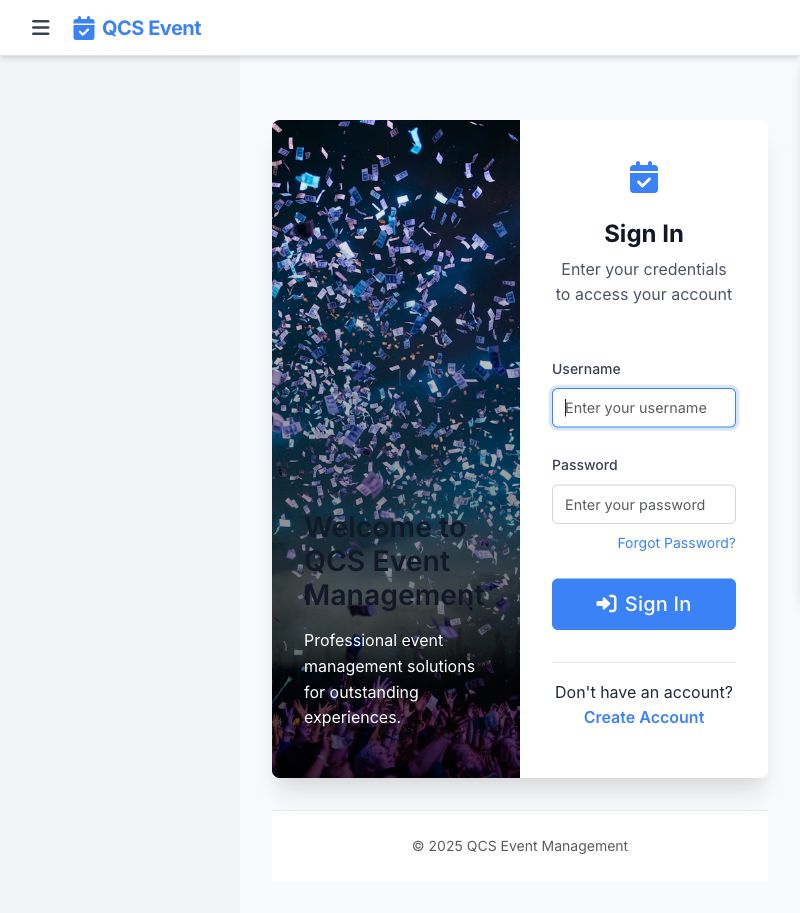 QCS Event
Welcome to
QCS Event
Management
Professional event
management solutions
for outstanding
experiences.
Sign In
Enter your credentials
to access your account
Username
Enter your username
Password
Enter your password
Forgot Password?
Sign In
Don't have an account?
Create Account
© 2025 QCS Event Management